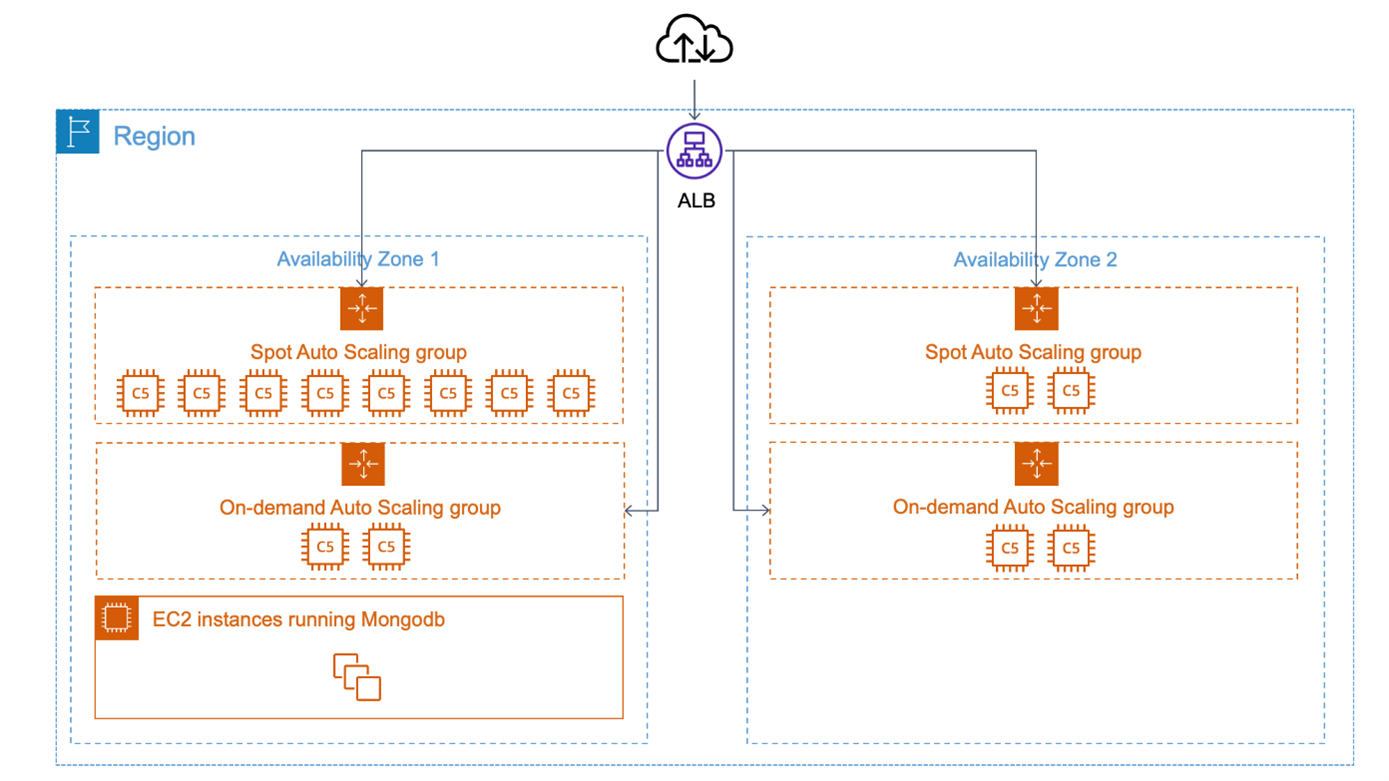 Region
ALB
Availability Zone 1
Spot Auto Scaling group
C5 C5 C5 C5 C5 C5 C5 C5
On-demand Auto Scaling group
C5 C5
EC2 instances running Mongodb
Availability Zone 2
Spot Auto Scaling group
C5 C5
On-demand Auto Scaling group
C5 C5